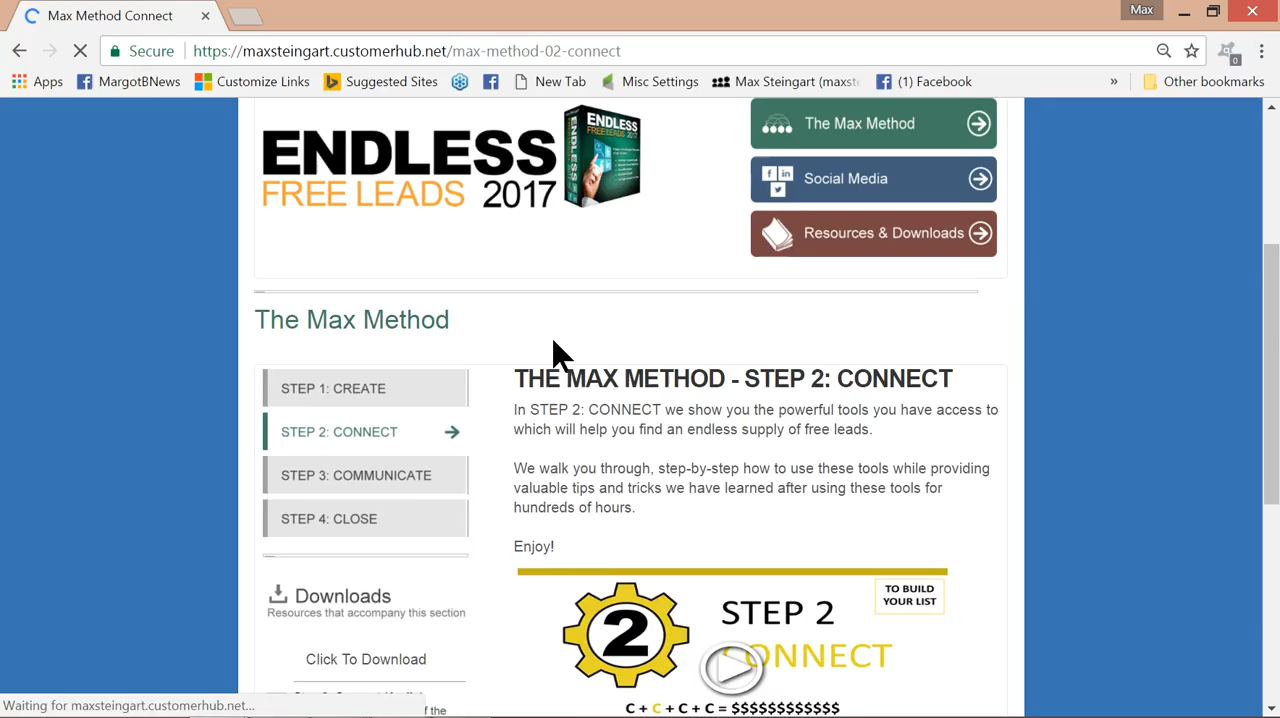 Max Method Connect
Max
Secure https://maxsteingart.customerhub.net/max-method-02-connect
Apps MargotBNews Customize Links Suggested Sites New Tab Misc Settings Max Steingart (maxst (1) Facebook » Other bookmarks
0
ENDLESS
FREE LEADS 2017
The Max Method
Social Media
Resources & Downloads
The Max Method
STEP 1: CREATE
STEP 2: CONNECT
STEP 3: COMMUNICATE
STEP 4: CLOSE
Downloads
Resources that accompany this section
Click To Download
THE MAX METHOD - STEP 2: CONNECT
In STEP 2: CONNECT we show you the powerful tools you have access to
which will help you find an endless supply of free leads.
We walk you through, step-by-step how to use these tools while providing
valuable tips and tricks we have learned after using these tools for
hundreds of hours.
Enjoy!
TO BUILD
YOUR LIST
2
STEP 2
CONNECT
C + C + C + C = $$$$$$$$$$$$
Waiting for maxsteingart.customerhub.net...
of the